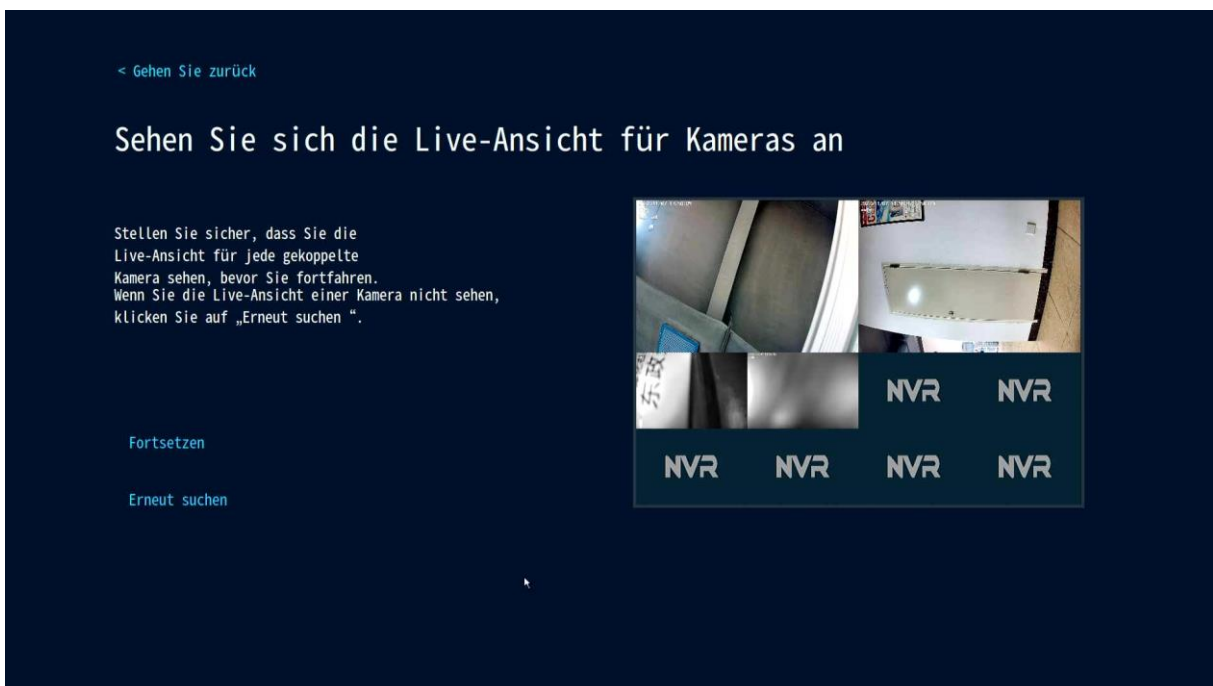 < Gehen Sie zurück
Sehen Sie sich die Live-Ansicht für Kameras an
Stellen Sie sicher, dass Sie die
Live-Ansicht für jede gekoppelte
Kamera sehen, bevor Sie fortfahren.
Wenn Sie die Live-Ansicht einer Kamera nicht sehen,
klicken Sie auf „Erneut suchen “.
东政
NVR NVR
NVR NVR NVR NVR
Fortsetzen
Erneut suchen